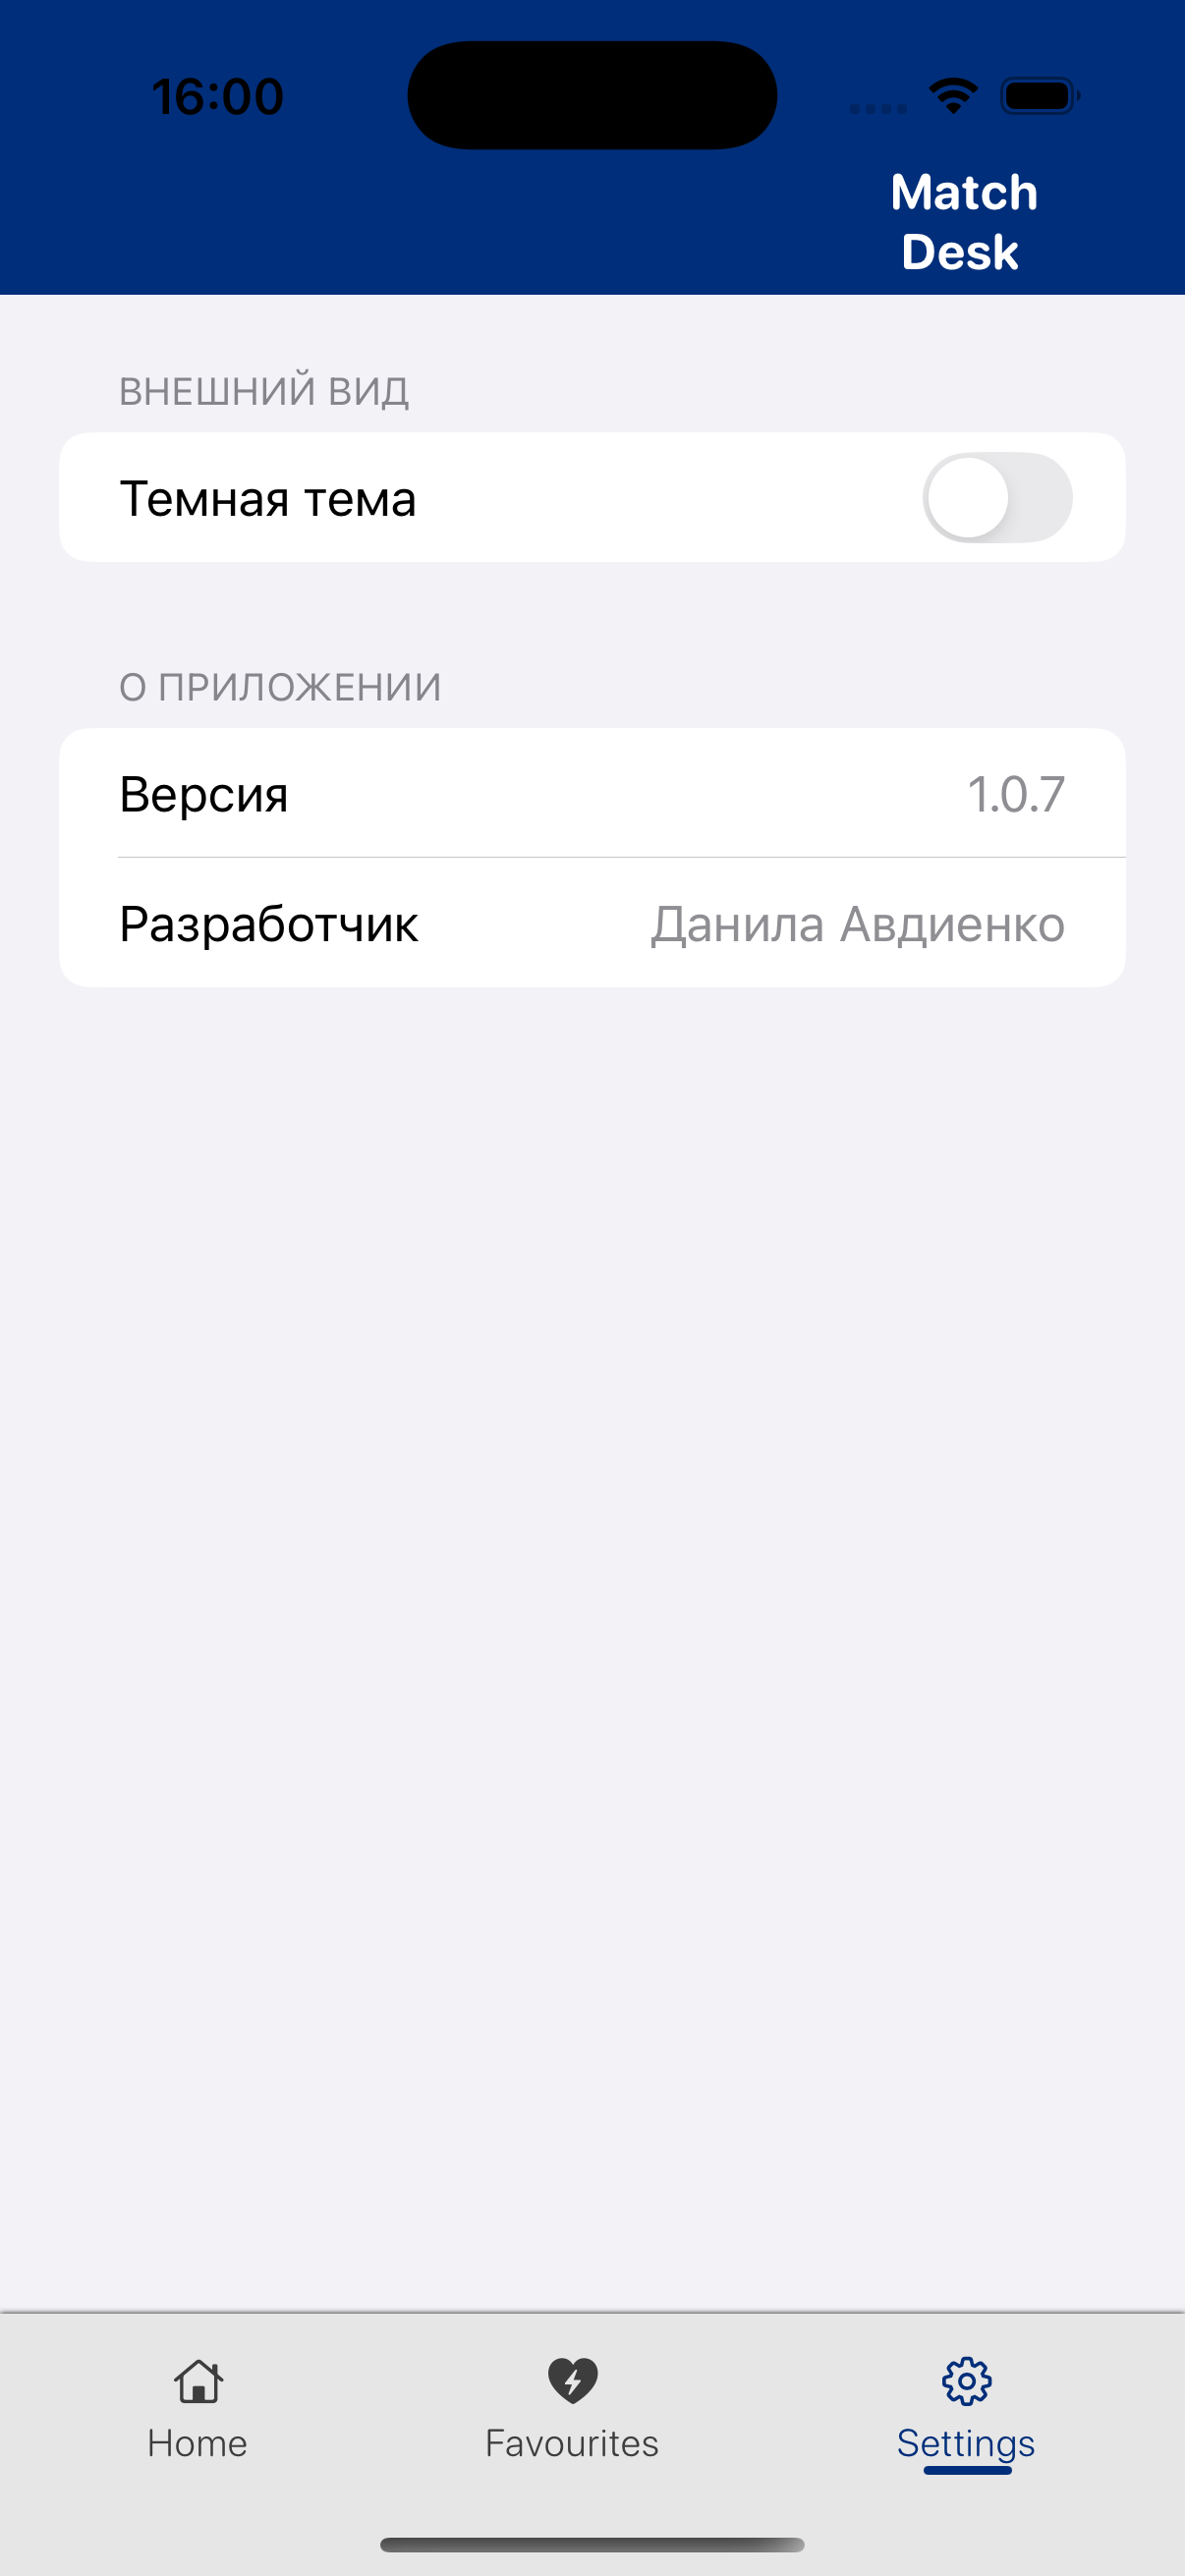 16:00
Match
Desk
ВНЕШНИЙ ВИД
Темная тема
О ПРИЛОЖЕНИИ
Версия 1.0.7
Разработчик Данила Авдиенко
Home Favourites Settings